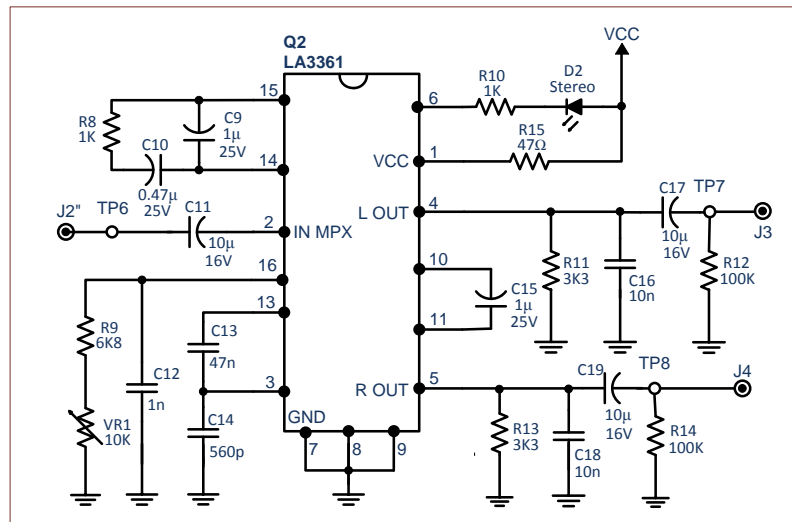 Q2
LA3361
VCC
15
R8
1K
C9
1µ
25V
C10
0.47µ
25V
14
J2"
TP6
C11
10µ
16V
2
IN MPX
16
13
R9
6K8
C12
1n
C13
47n
3
VR1
10K
C14
560p
GND
7
8
9
6
R10
1K
D2
Stereo
R15
47Ω
VCC
1
L OUT
4
C17
10µ
16V
TP7
J3
R11
3K3
C16
10n
R12
100K
10
C15
1µ
25V
11
R OUT
5
C19
10µ
16V
TP8
J4
R13
3K3
C18
10n
R14
100K